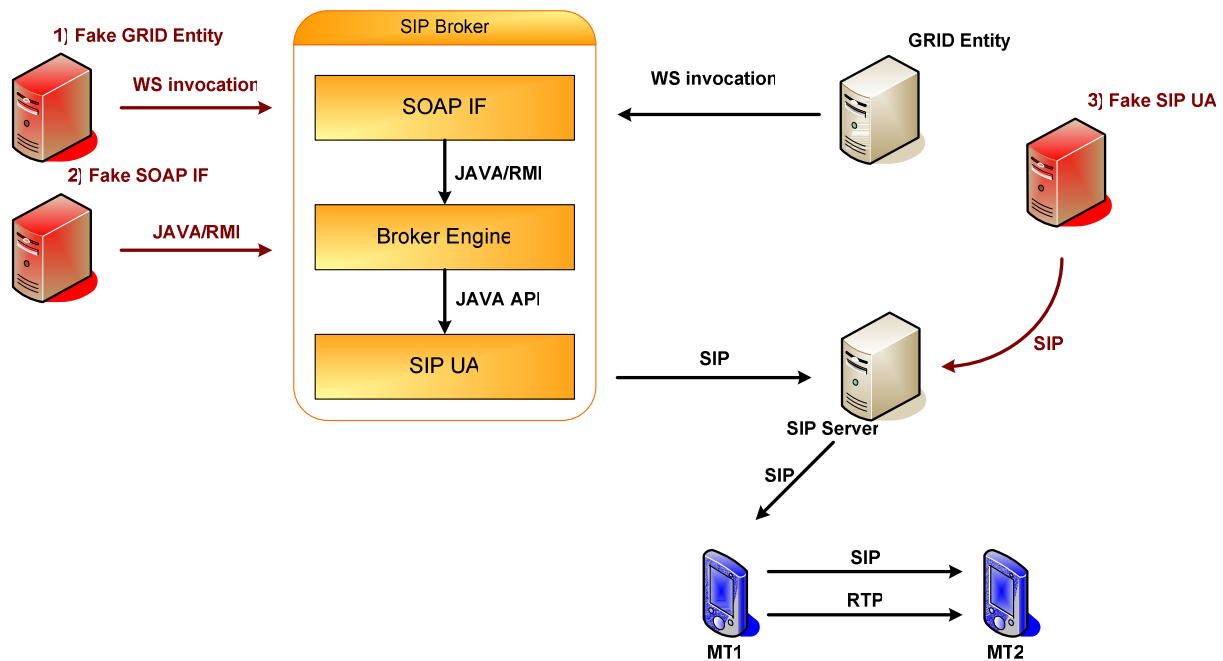 SIP Broker
1) Fake GRID Entity
GRID Entity
WS invocation
WS invocation
SOAP IF
3) Fake SIP UA
2) Fake SOAP IF
JAVA/RMI
JAVA/RMI
Broker Engine
JAVA API
SIP
SIP UA
SIP
SIP Server
SIP
SIP
RTP
MT1
MT2